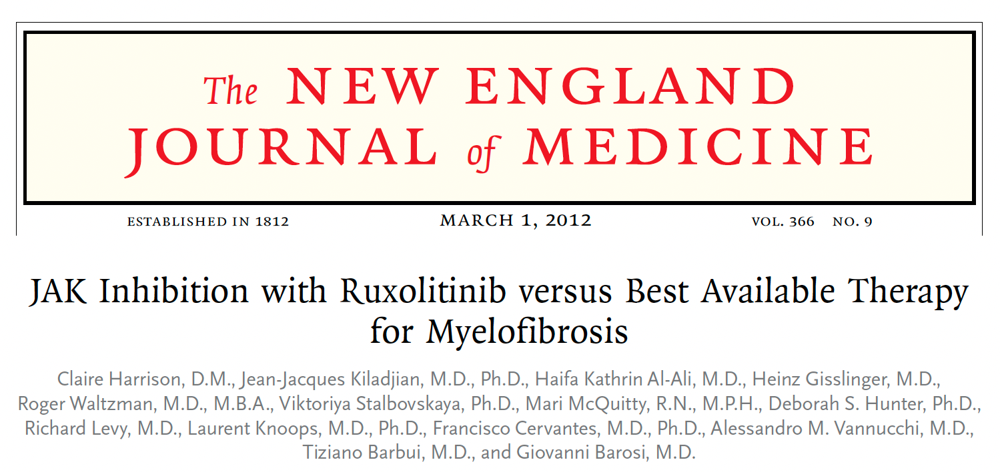 The NEW ENGLAND
JOURNAL of MEDICINE
ESTABLISHED IN 1812 MARCH 1, 2012 VOL. 366 NO. 9
JAK Inhibition with Ruxolitinib versus Best Available Therapy
for Myelofibrosis
Claire Harrison, D.M., Jean-Jacques Kiladjian, M.D., Ph.D., Haifa Kathrin Al-Ali, M.D., Heinz Gisslinger, M.D.,
Roger Waltzman, M.D., M.B.A., Viktoriya Stalbovskaya, Ph.D., Mari McQuitty, R.N., M.P.H., Deborah S. Hunter, Ph.D.,
Richard Levy, M.D., Laurent Knoops, M.D., Ph.D., Francisco Cervantes, M.D., Ph.D., Alessandro M. Vannucchi, M.D.,
Tiziano Barbui, M.D., and Giovanni Barosi, M.D.